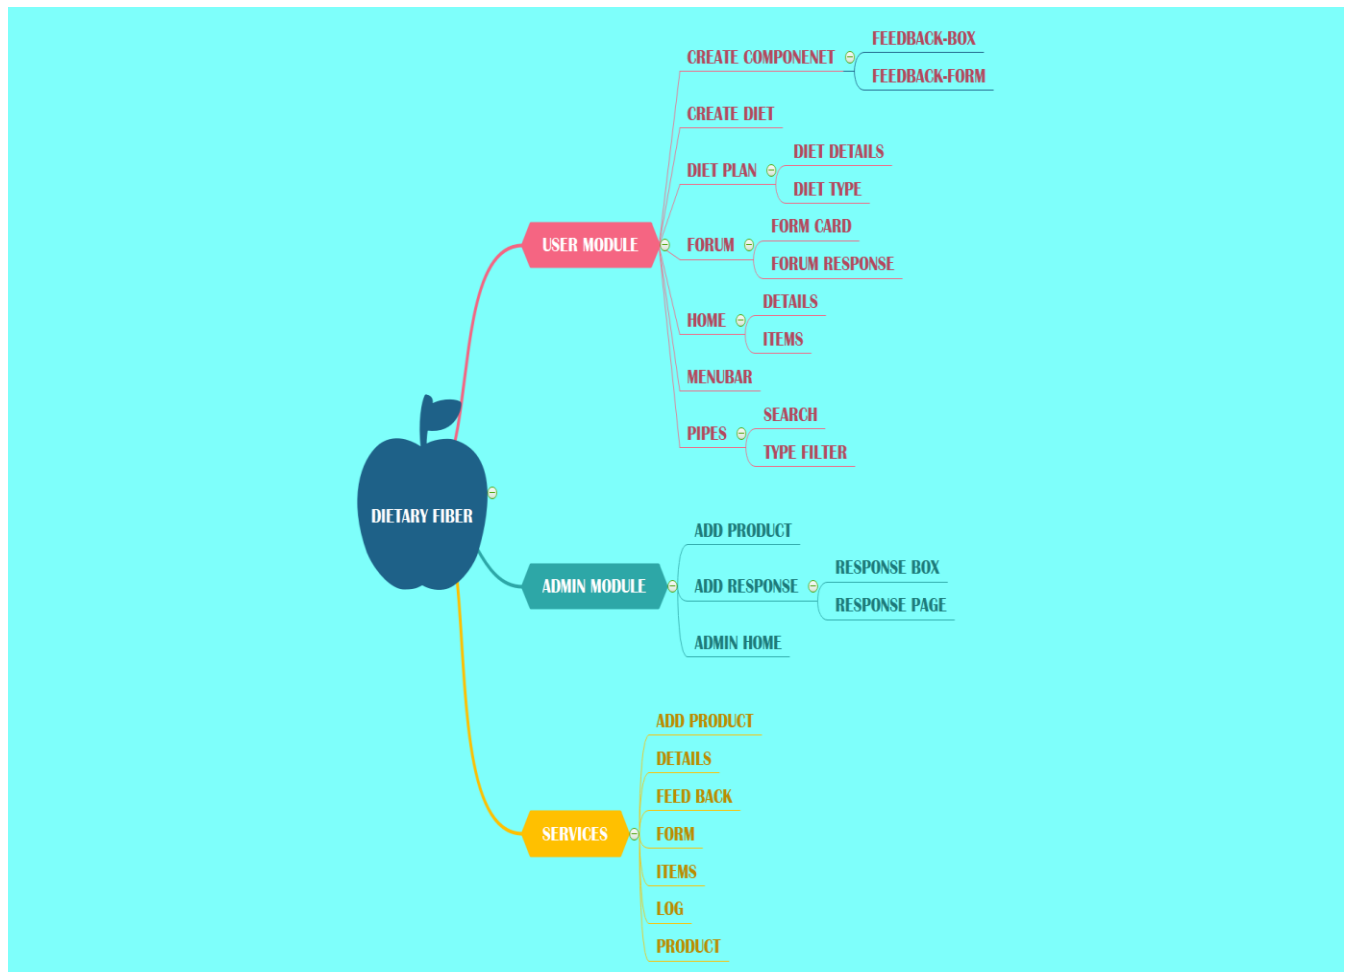 DIETARY FIBER
USER MODULE
CREATE COMPONENET
FEEDBACK-BOX
FEEDBACK-FORM
CREATE DIET
DIET PLAN
DIET DETAILS
DIET TYPE
FORUM
FORM CARD
FORUM RESPONSE
HOME
DETAILS
ITEMS
MENUBAR
PIPES
SEARCH
TYPE FILTER
ADMIN MODULE
ADD PRODUCT
ADD RESPONSE
RESPONSE BOX
RESPONSE PAGE
ADMIN HOME
SERVICES
ADD PRODUCT
DETAILS
FEED BACK
FORM
ITEMS
LOG
PRODUCT